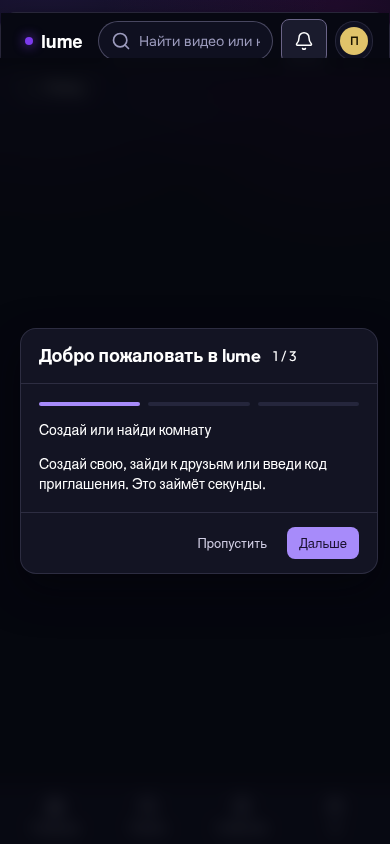 lume
Найти видео или к
П
Добро пожаловать в lume 1 / 3
Создай или найди комнату
Создай свою, зайди к друзьям или введи код
приглашения. Это займёт секунды.
Пропустить
Дальше